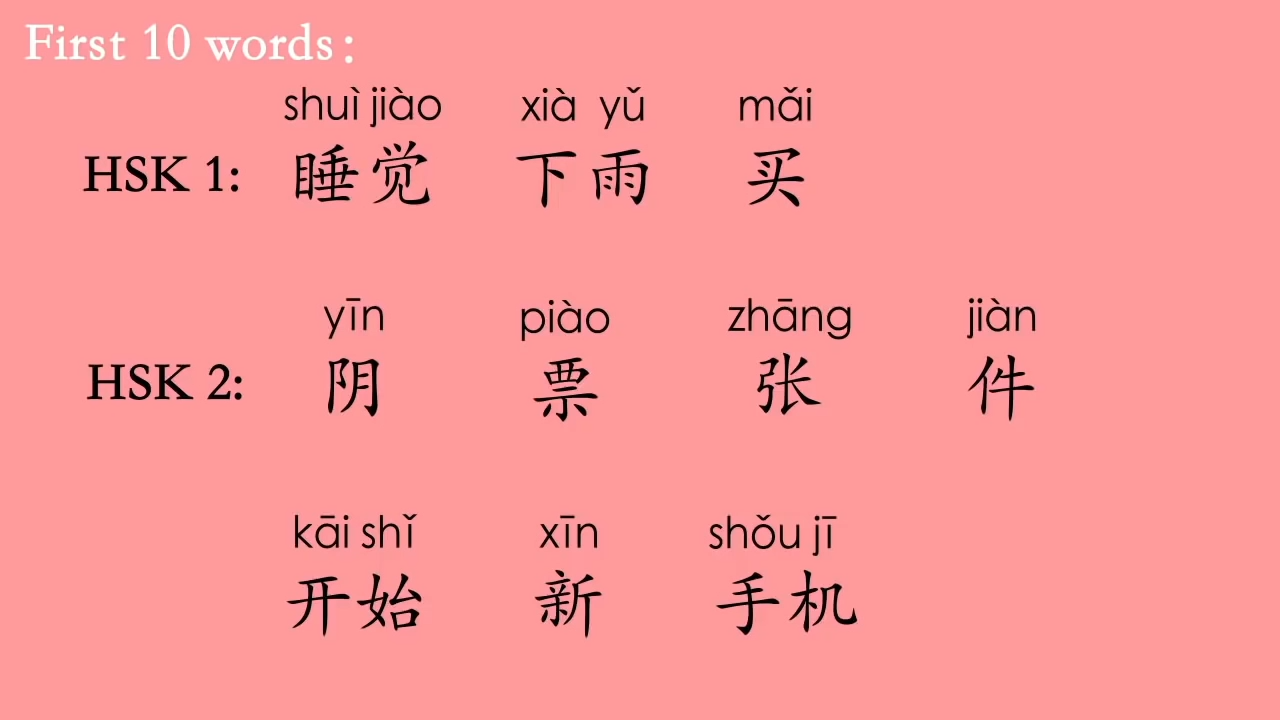 First 10 words:
shuì jiào xià yǔ mǎi
HSK 1: 睡觉 下雨 买
yīn piào zhāng jiàn
HSK 2: 阴 票 张 件
kāi shǐ xīn shǒu jī
开始 新 手机